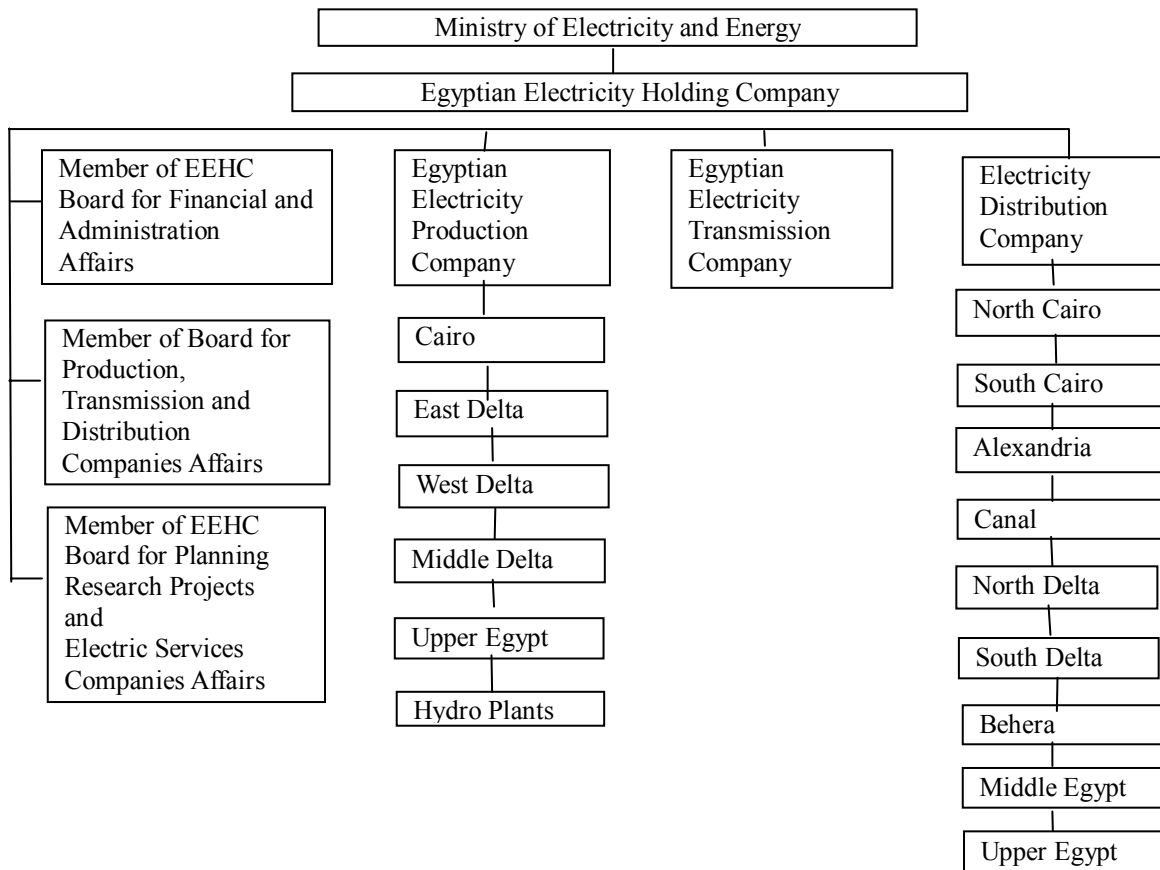 Ministry of Electricity and Energy
Egyptian Electricity Holding Company
Member of EEHC
Board for Financial and
Administration
Affairs
Member of Board for
Production,
Transmission and
Distribution
Companies Affairs
Member of EEHC
Board for Planning
Research Projects
and
Electric Services
Companies Affairs
Egyptian
Electricity
Production
Company
Cairo
East Delta
West Delta
Middle Delta
Upper Egypt
Hydro Plants
Egyptian
Electricity
Transmission
Company
Electricity
Distribution
Company
North Cairo
South Cairo
Alexandria
Canal
North Delta
South Delta
Behera
Middle Egypt
Upper Egypt